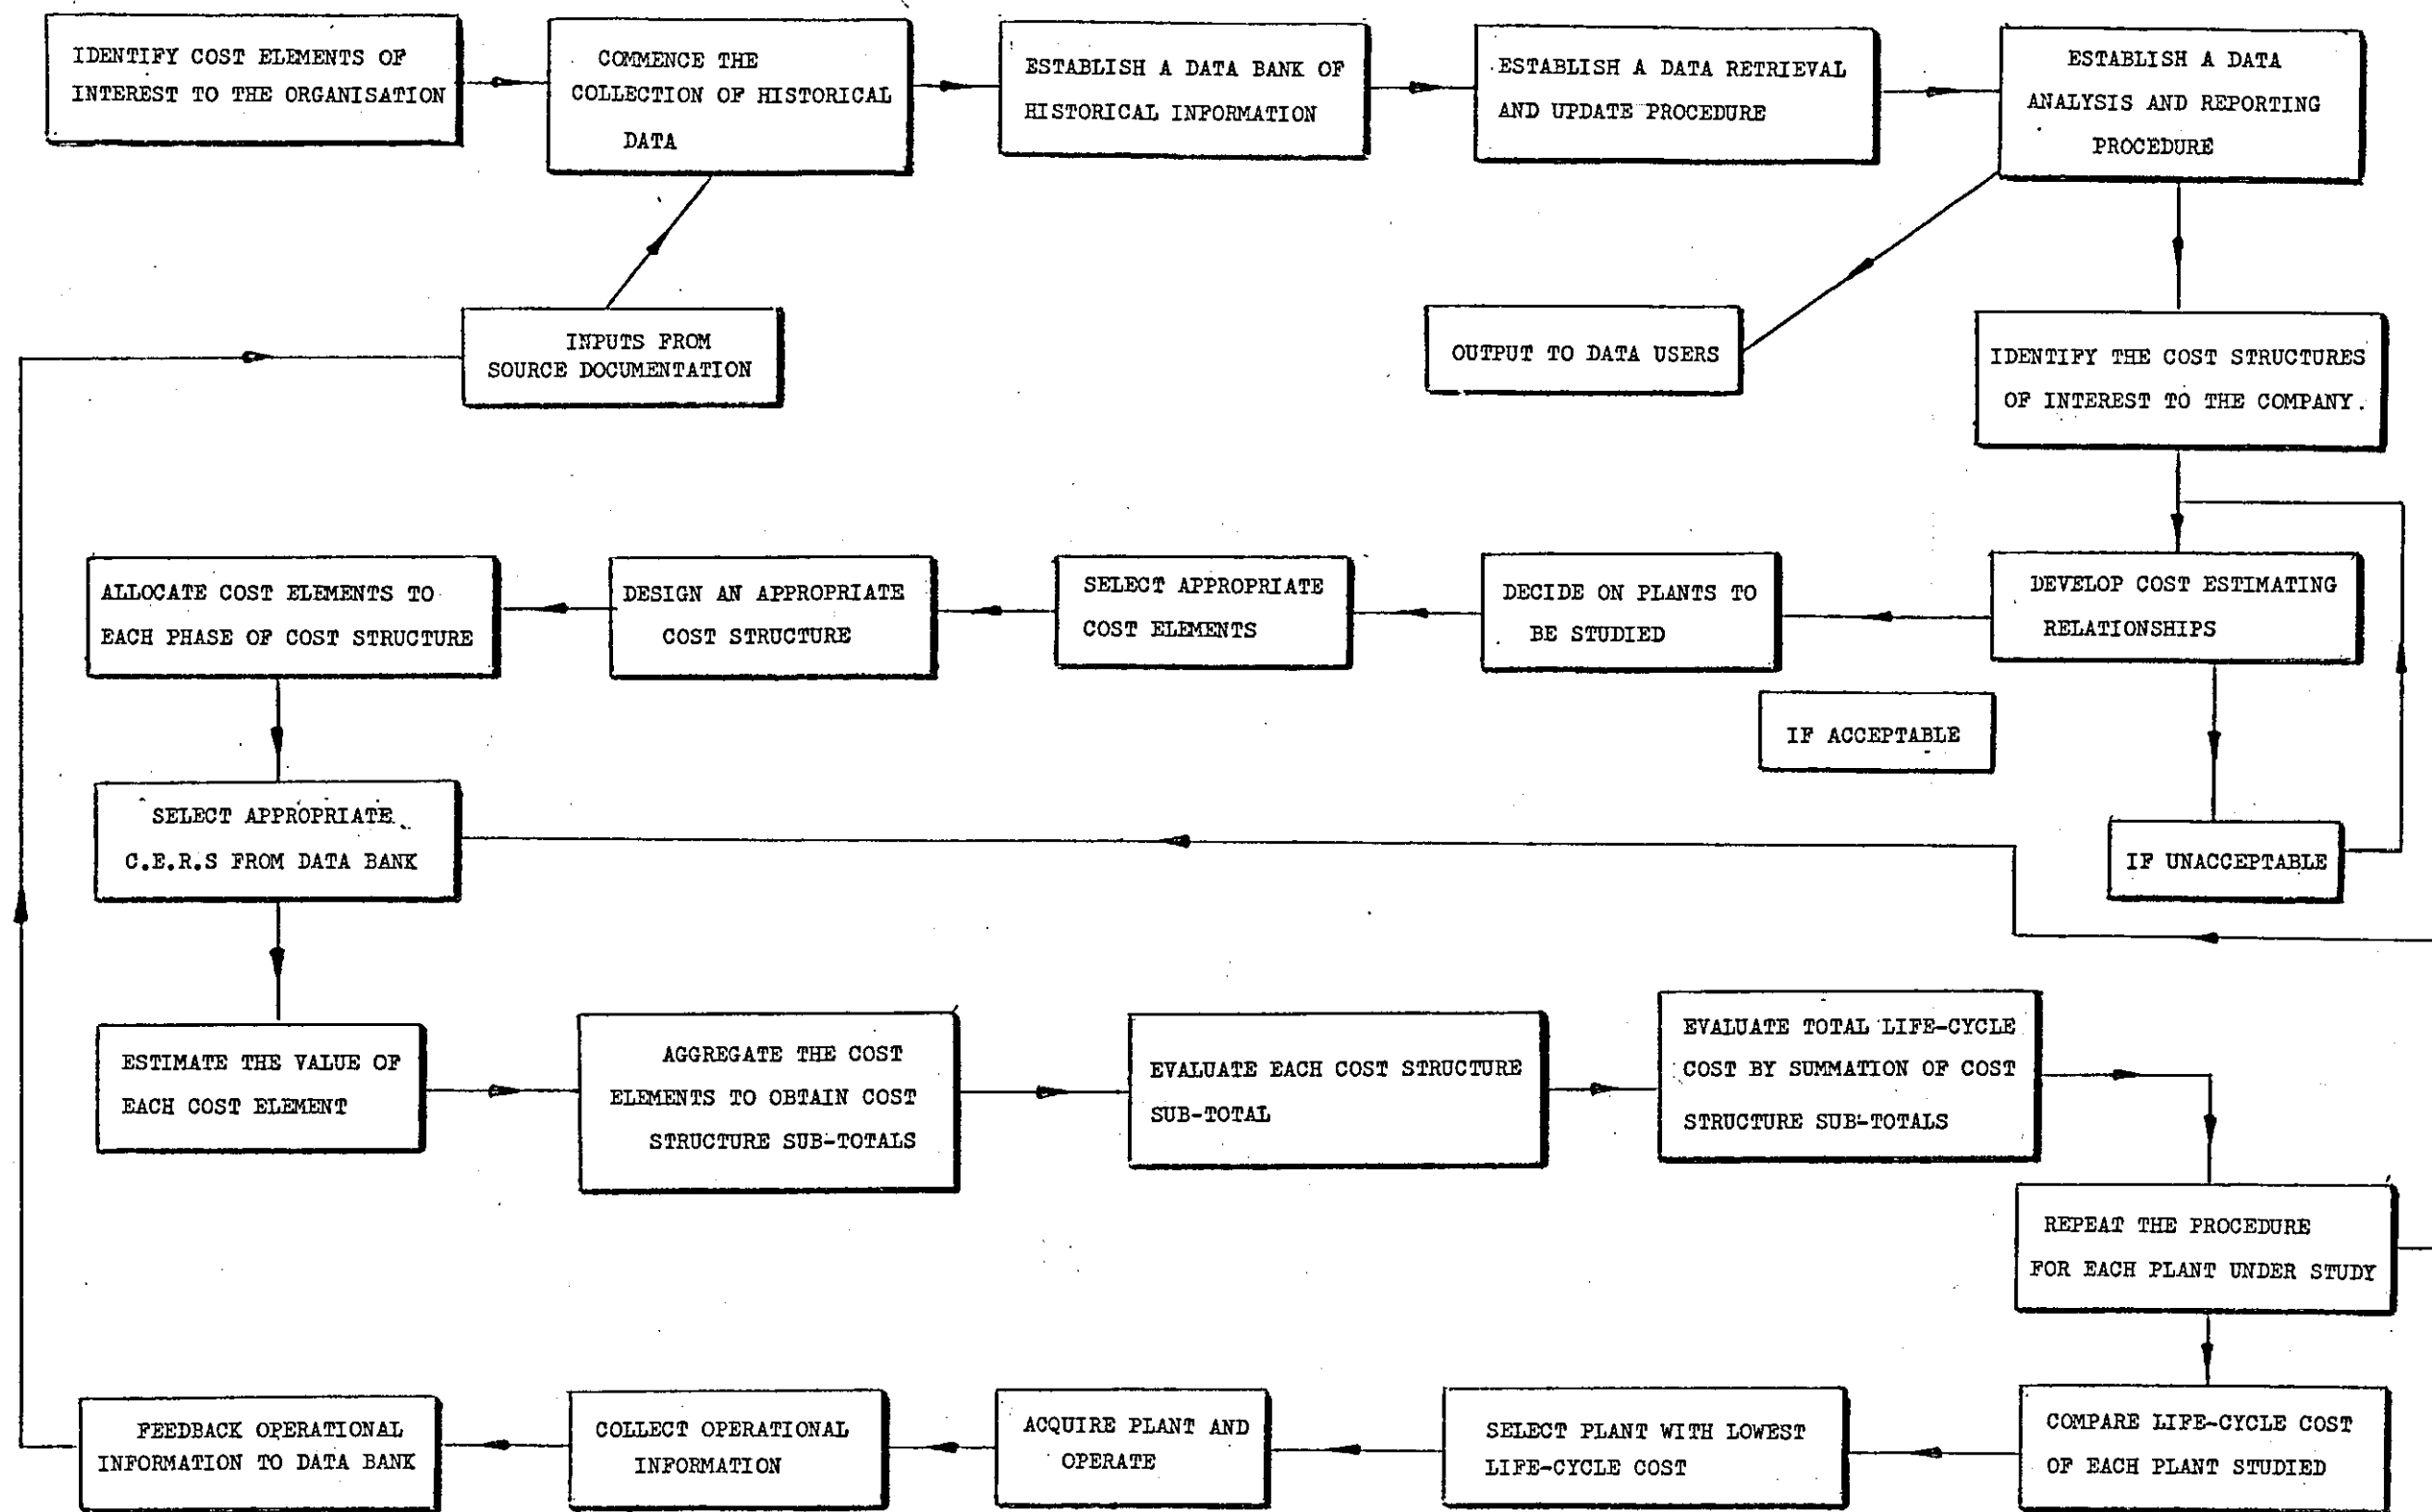 IDENTIFY COST ELEMENTS OF
INTEREST TO THE ORGANISATION
COMMENCE THE
COLLECTION OF HISTORICAL
DATA
ESTABLISH A DATA BANK OF
HISTORICAL INFORMATION
ESTABLISH A DATA RETRIEVAL
AND UPDATE PROCEDURE
ESTABLISH A DATA
ANALYSIS AND REPORTING
PROCEDURE
INPUTS FROM
SOURCE DOCUMENTATION
OUTPUT TO DATA USERS
IDENTIFY THE COST STRUCTURES
OF INTEREST TO THE COMPANY.
ALLOCATE COST ELEMENTS TO
EACH PHASE OF COST STRUCTURE
DESIGN AN APPROPRIATE
COST STRUCTURE
SELECT APPROPRIATE
COST ELEMENTS
DECIDE ON PLANTS TO
BE STUDIED
DEVELOP COST ESTIMATING
RELATIONSHIPS
IF ACCEPTABLE
SELECT APPROPRIATE
C.E.R.S FROM DATA BANK
IF UNACCEPTABLE
ESTIMATE THE VALUE OF
EACH COST ELEMENT
AGGREGATE THE COST
ELEMENTS TO OBTAIN COST
STRUCTURE SUB-TOTALS
EVALUATE EACH COST STRUCTURE
SUB-TOTAL
EVALUATE TOTAL LIFE-CYCLE
COST BY SUMMATION OF COST
STRUCTURE SUB-TOTALS
REPEAT THE PROCEDURE
FOR EACH PLANT UNDER STUDY
FEEDBACK OPERATIONAL
INFORMATION TO DATA BANK
COLLECT OPERATIONAL
INFORMATION
ACQUIRE PLANT AND
OPERATE
SELECT PLANT WITH LOWEST
LIFE-CYCLE COST
COMPARE LIFE-CYCLE COST
OF EACH PLANT STUDIED